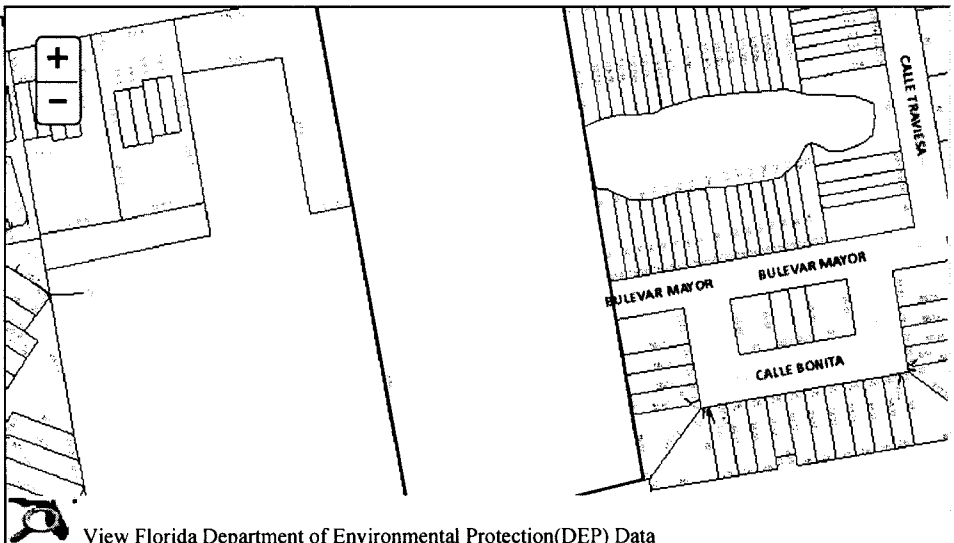 +
−
CALLE TRAVIESA
BULEVAR MAYOR
BULEVAR MAYOR
CALLE BONITA
View Florida Department of Environmental Protection(DEP) Data